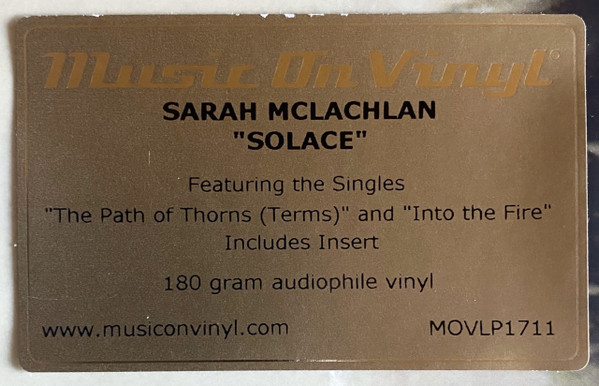 Music On Vinyl
SARAH MCLACHLAN
"SOLACE"
Featuring the Singles
"The Path of Thorns (Terms)" and "Into the Fire"
Includes Insert
180 gram audiophile vinyl
www.musiconvinyl.com MOVLP1711